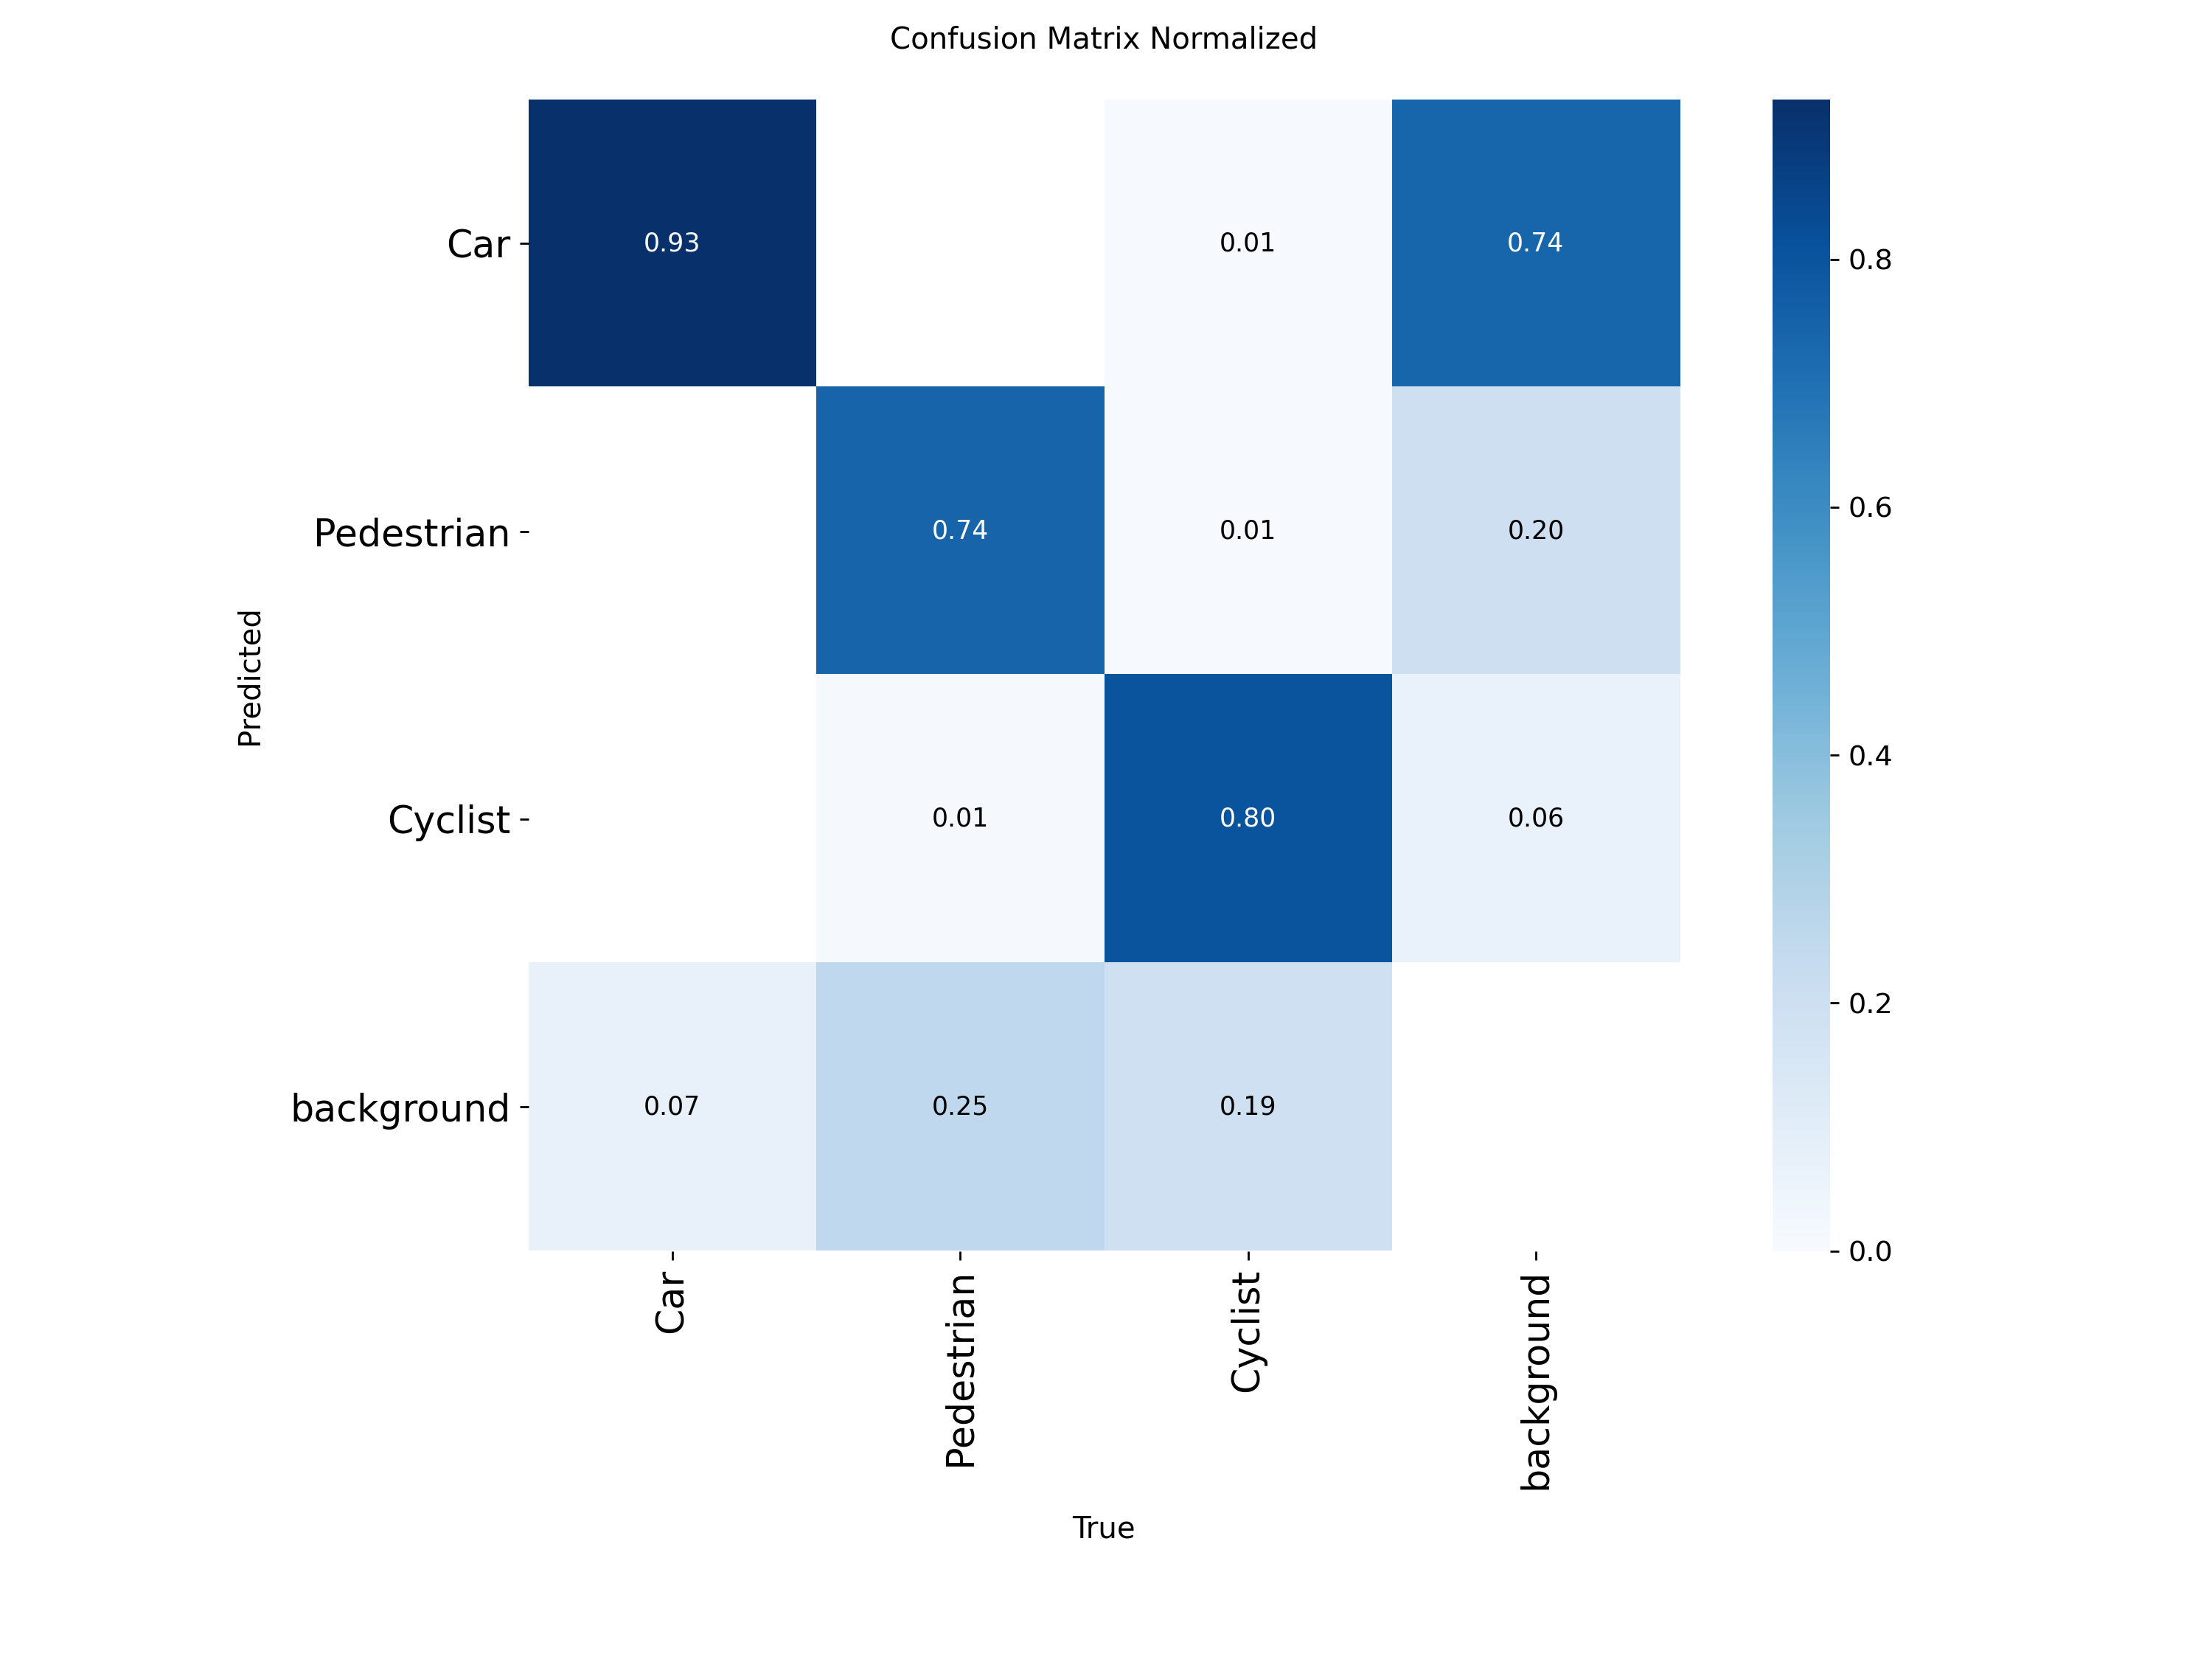 Confusion Matrix Normalized
Car
0.93
0.01
0.74
0.8
Pedestrian
0.74
0.01
0.20
0.6
Predicted
Cyclist
0.01
0.80
0.06
0.4
background
0.07
0.25
0.19
0.2
0.0
Car
Pedestrian
Cyclist
background
True